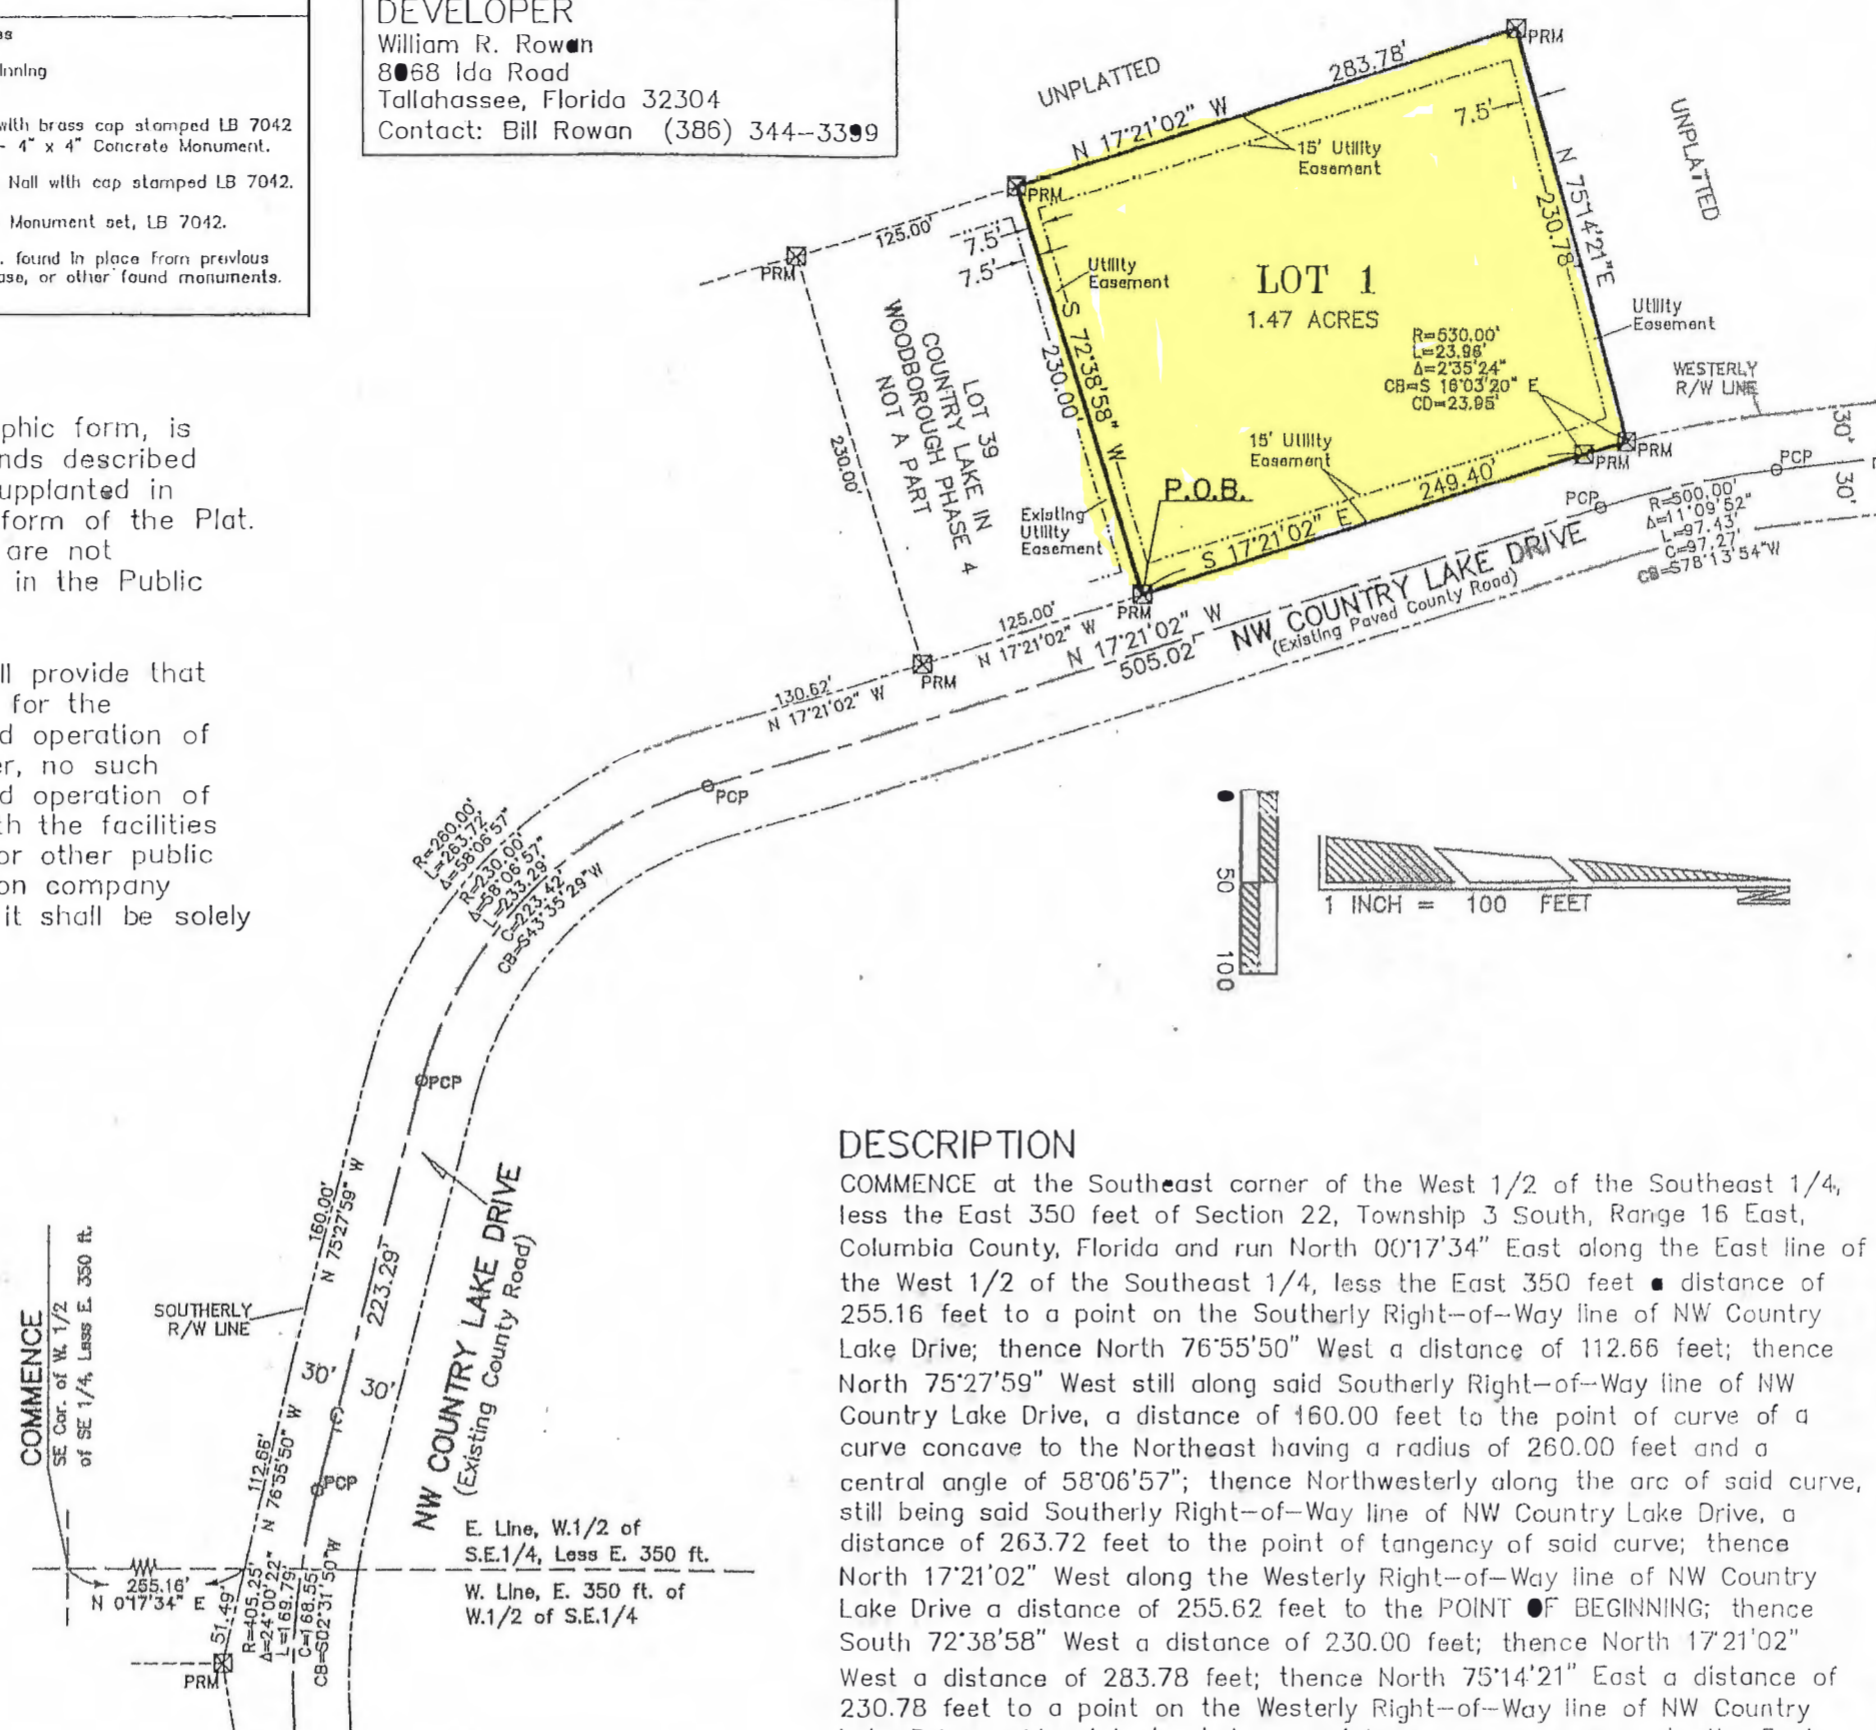 with brass cap stamped LB 7042
- 4" x 4" Concrete Monument.
Nail with cap stamped LB 7042.
Monument set, LB 7042.
. found in place from previous
or other found monuments.
phic form, is
nds described
upplanted in
form of the Plat.
are not
in the Public
ll provide that
for the
d operation of
er, no such
d operation of
th the facilities
or other public
on company
it shall be solely
DEVELOPER
William R. Rowan
8068 Ida Road
Tallahassee, Florida 32304
Contact: Bill Rowan (386) 344-3399
UNPLATTED
N 17°21'02" W
283.78'
PRM
7.5'
15' Utility
Easement
UNPLATTED
N 75°14'21"E
230.78'
PRM
125.00'
PRM
7.5'
7.5'
Utility
Easement
LOT 1
1.47 ACRES
R=530.00'
L=23.96'
Δ=2°35'24"
CB=S 16°03'20" E
CD=23.95'
Utility
Easement
WESTERLY
R/W LINE
S 72°38'58" W
230.00'
LOT 39
COUNTRY LAKE IN
WOODBOROUGH PHASE 4
NOT A PART
230.00'
15' Utility
Easement
249.40'
S 17°21'02" E
P.O.B.
Existing
Utility
Easement
PRM
PRM
PCP
PCP
30'
30'
R=500.00'
Δ=11°09'52"
L=97.43'
C=97.27'
CB=S78°13'54"W
PRM
125.00'
N 17°21'02" W
N 17°21'02" W
505.02'
NW COUNTRY LAKE DRIVE
(Existing Paved County Road)
PRM
130.62'
N 17°21'02" W
PCP
R=260.00'
L=263.72'
Δ=58°06'57"
R=230.00'
Δ=58°06'57"
L=233.29'
C=223.42'
CB=S43°35'29"W
0
50
100
1 INCH = 100 FEET
N
PCP
160.00'
N 75°27'59" W
223.29'
NW COUNTRY LAKE DRIVE
(Existing County Road)
SOUTHERLY
R/W LINE
30'
30'
COMMENCE
SE Cor. of W. 1/2
of SE 1/4, Less E. 350 ft.
112.66'
N 76°55'50" W
PCP
255.16'
N 0°17'34" E
51.49'
R=405.25'
Δ=24°00'22"
L=169.79'
C=168.55'
CB=S02°31'50"W
PRM
E. Line, W.1/2 of
S.E.1/4, Less E. 350 ft.
W. Line, E. 350 ft. of
W.1/2 of S.E.1/4
DESCRIPTION
COMMENCE at the Southeast corner of the West 1/2 of the Southeast 1/4,
less the East 350 feet of Section 22, Township 3 South, Range 16 East,
Columbia County, Florida and run North 00°17'34" East along the East line of
the West 1/2 of the Southeast 1/4, less the East 350 feet a distance of
255.16 feet to a point on the Southerly Right-of-Way line of NW Country
Lake Drive; thence North 76°55'50" West a distance of 112.66 feet; thence
North 75°27'59" West still along said Southerly Right-of-Way line of NW
Country Lake Drive, a distance of 160.00 feet to the point of curve of a
curve concave to the Northeast having a radius of 260.00 feet and a
central angle of 58°06'57"; thence Northwesterly along the arc of said curve,
still being said Southerly Right-of-Way line of NW Country Lake Drive, a
distance of 263.72 feet to the point of tangency of said curve; thence
North 17°21'02" West along the Westerly Right-of-Way line of NW Country
Lake Drive a distance of 255.62 feet to the POINT OF BEGINNING; thence
South 72°38'58" West a distance of 230.00 feet; thence North 17°21'02"
West a distance of 283.78 feet; thence North 75°14'21" East a distance of
230.78 feet to a point on the Westerly Right-of-Way line of NW Country